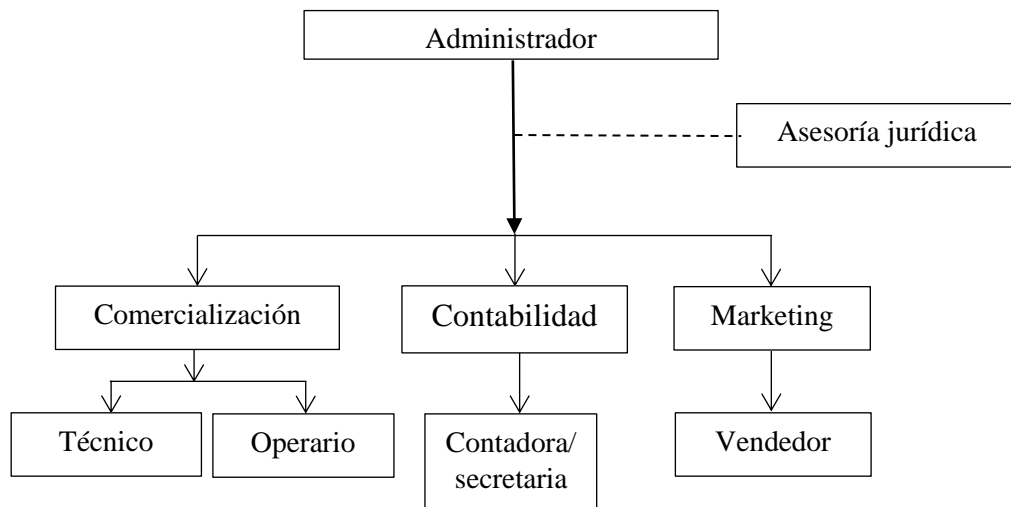 Administrador
Asesoría jurídica
Comercialización
Contabilidad
Marketing
Técnico
Operario
Contadora/
secretaria
Vendedor